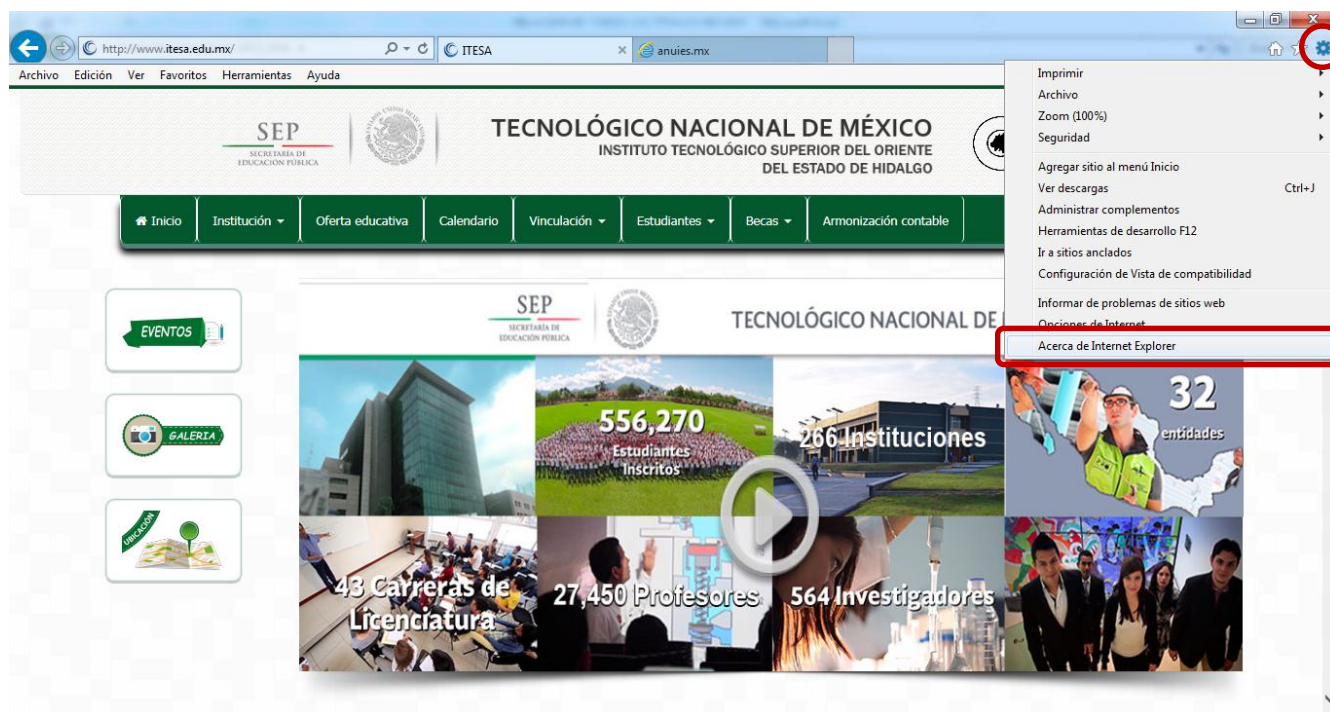 http://www.itesa.edu.mx/
ITESA
anuies.mx
Archivo Edición Ver Favoritos Herramientas Ayuda
SEP
SECRETARÍA DE
EDUCACIÓN PÚBLICA
TECNOLÓGICO NACIONAL DE MÉXICO
INSTITUTO TECNOLÓGICO SUPERIOR DEL ORIENTE
DEL ESTADO DE HIDALGO
Inicio Institución Oferta educativa Calendario Vinculación Estudiantes Becas Armonización contable
Imprimir
Archivo
Zoom (100%)
Seguridad
Agregar sitio al menú Inicio
Ver descargas Ctrl+J
Administrar complementos
Herramientas de desarrollo F12
Ir a sitios anclados
Configuración de Vista de compatibilidad
Informar de problemas de sitios web
Opciones de Internet
Acerca de Internet Explorer
EVENTOS
GALERIA
UBICACIÓN
SEP
SECRETARÍA DE
EDUCACIÓN PÚBLICA
TECNOLÓGICO NACIONAL DE
556,270
Estudiantes
Inscritos
266 Instituciones
32
entidades
43 Carreras de
Licenciatura
27,450 Profesores
564 Investigadores